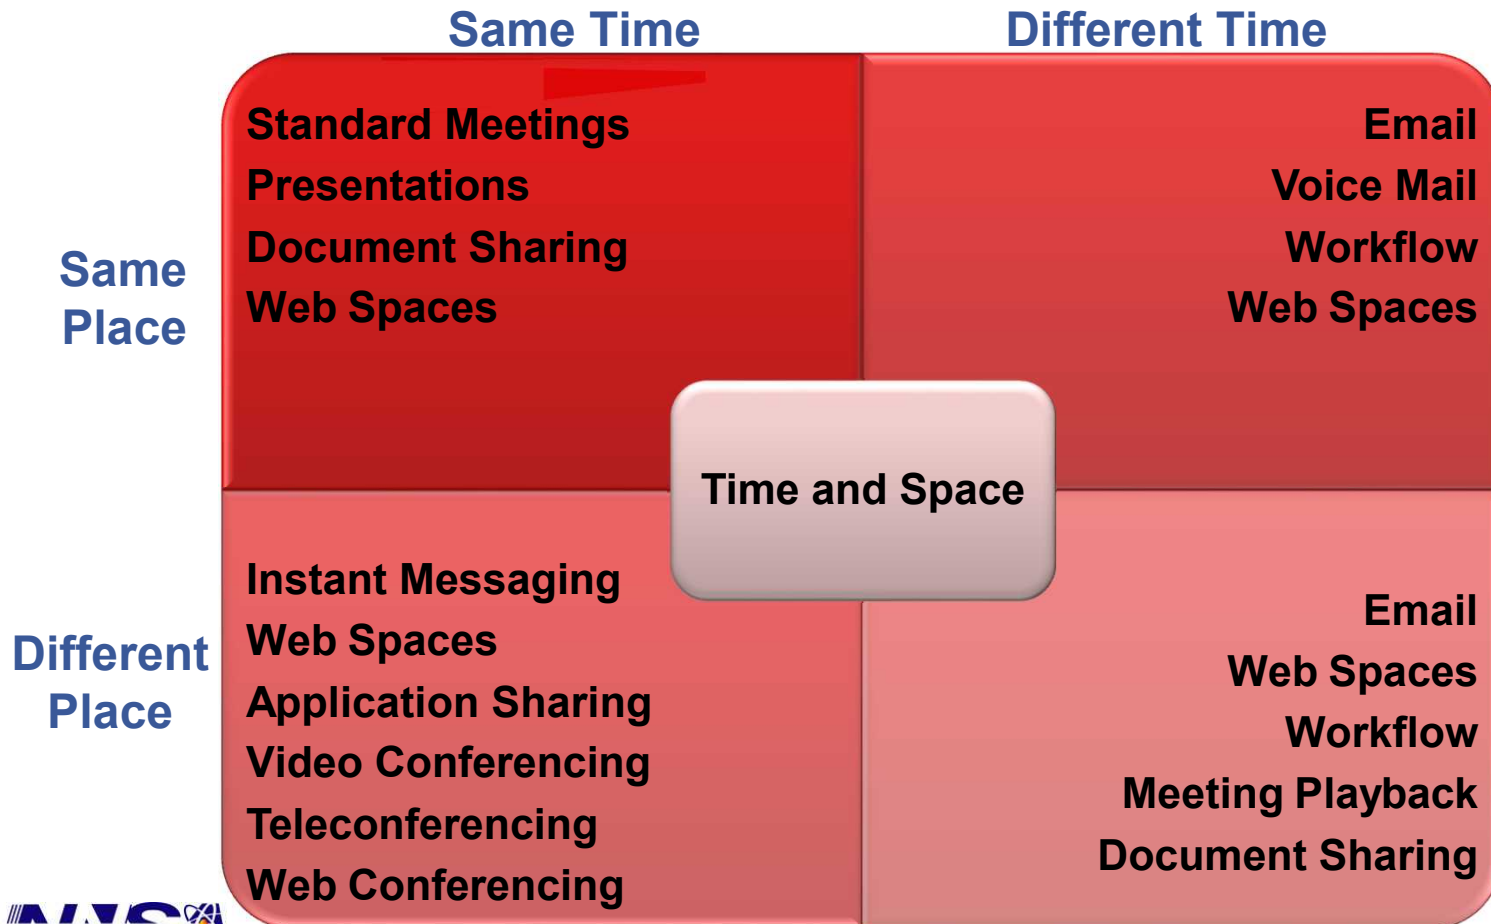 Same Time
Different Time
Same
Place
Standard Meetings
Presentations
Document Sharing
Web Spaces
Email
Voice Mail
Workflow
Web Spaces
Time and Space
Different
Place
Instant Messaging
Web Spaces
Application Sharing
Video Conferencing
Teleconferencing
Web Conferencing
Email
Web Spaces
Workflow
Meeting Playback
Document Sharing